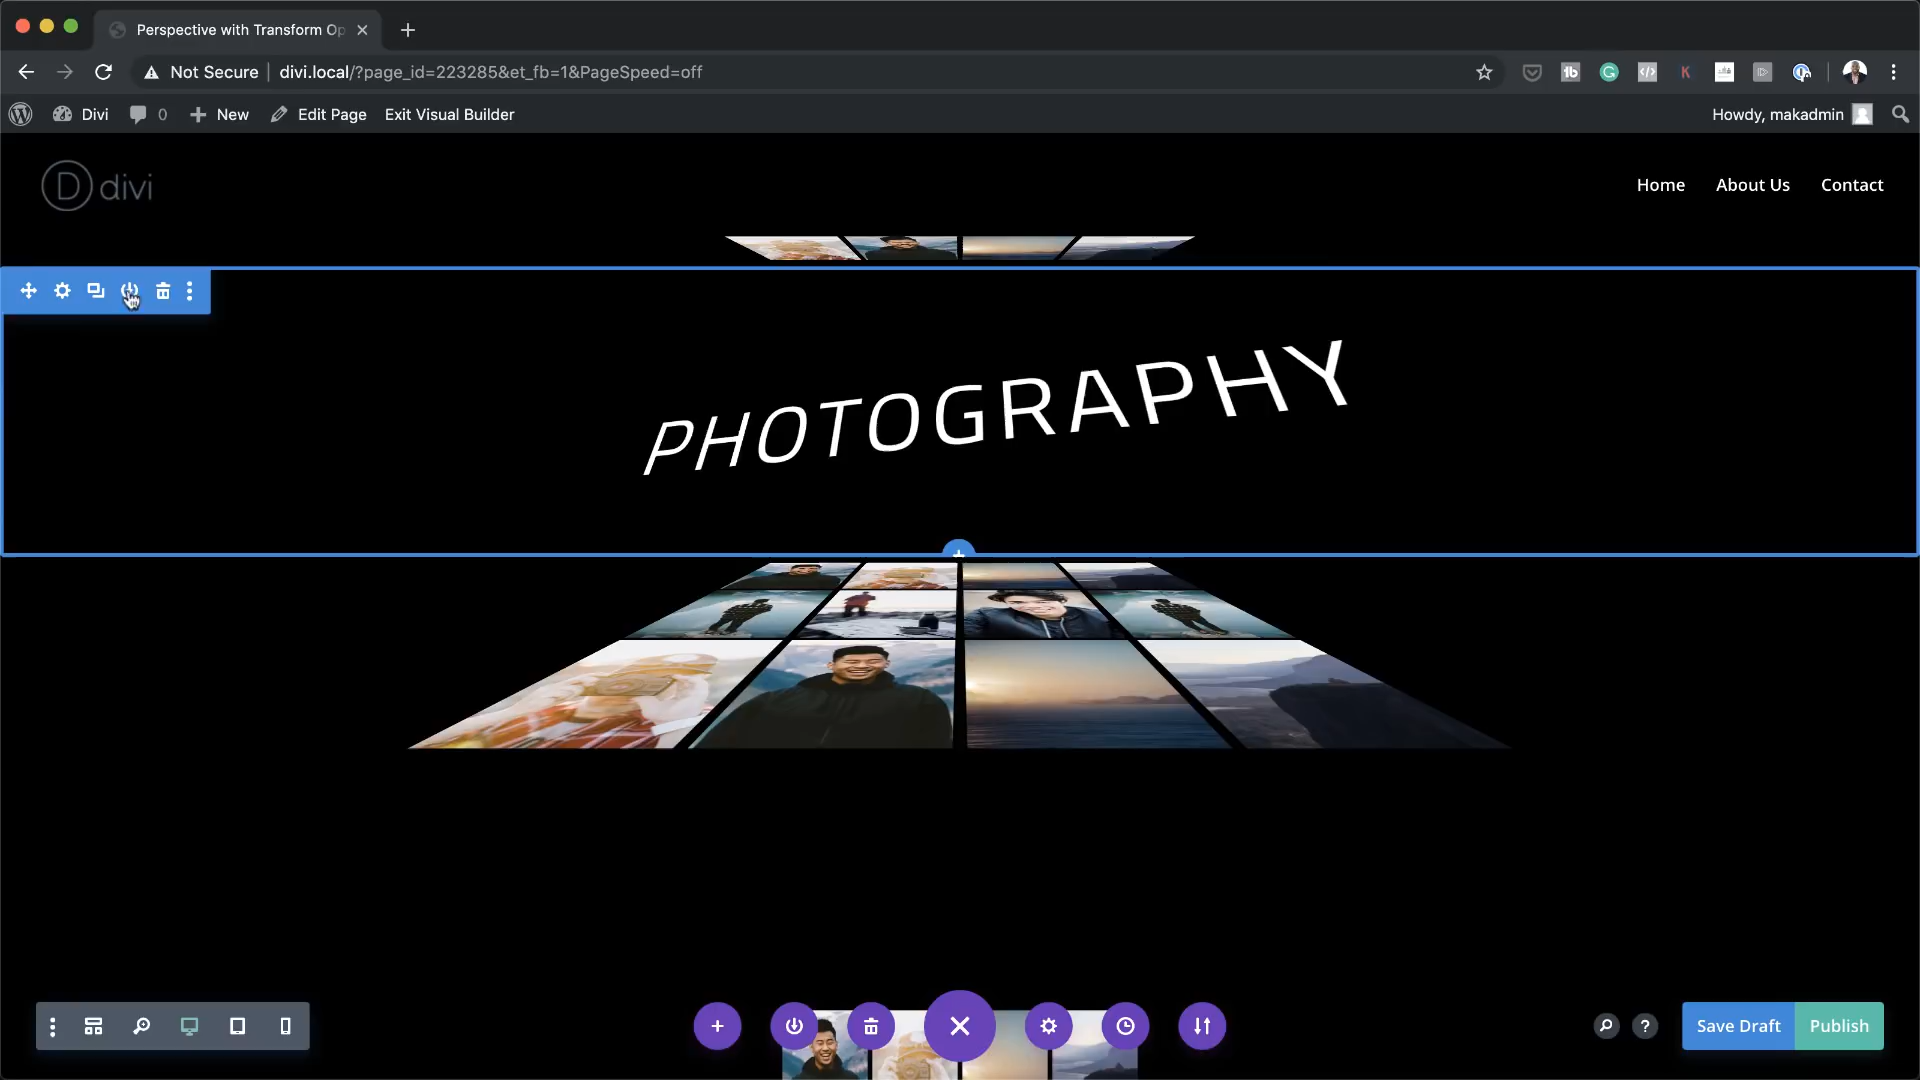 Perspective with Transform Op
Not Secure
divi.local/?page_id=223285&et_fb=1&PageSpeed=off
Divi
0
New
Edit Page
Exit Visual Builder
Howdy, makadmin
D divi
Home
About Us
Contact
PHOTOGRAPHY
Save Draft
Publish